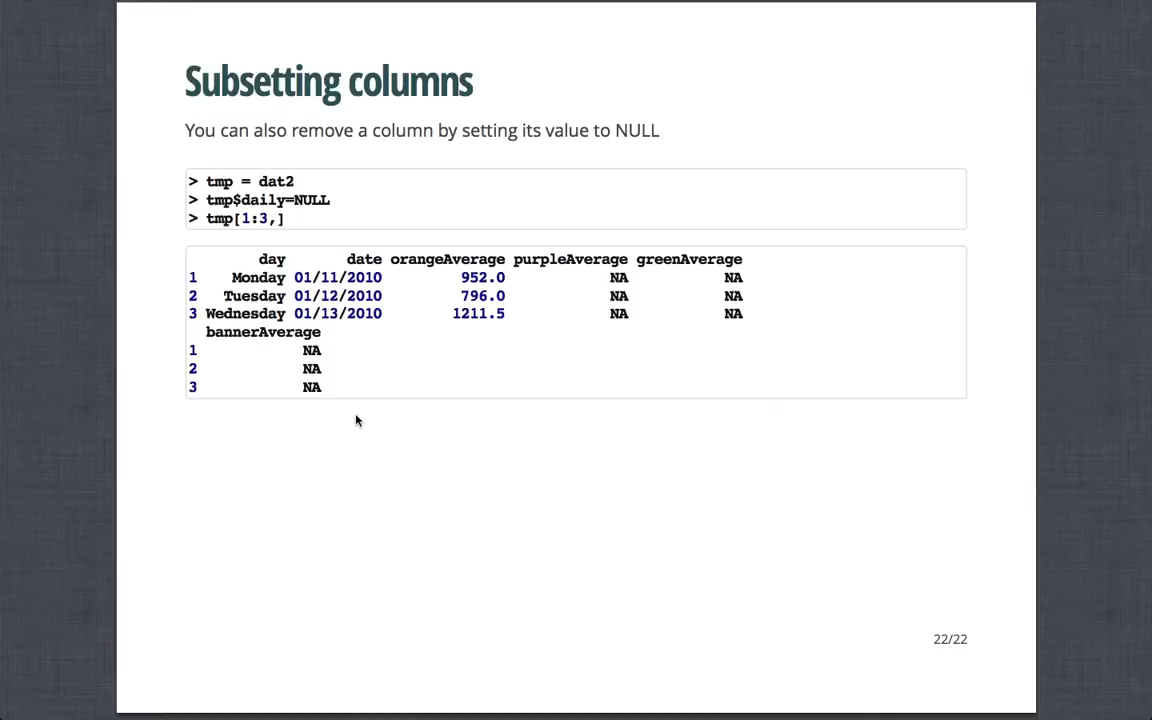 Subsetting columns
You can also remove a column by setting its value to NULL
> tmp = dat2
> tmp$daily=NULL
> tmp[1:3,]
        day       date orangeAverage purpleAverage greenAverage
1    Monday 01/11/2010         952.0            NA           NA
2   Tuesday 01/12/2010         796.0            NA           NA
3 Wednesday 01/13/2010        1211.5            NA           NA
  bannerAverage
1            NA
2            NA
3            NA
22/22